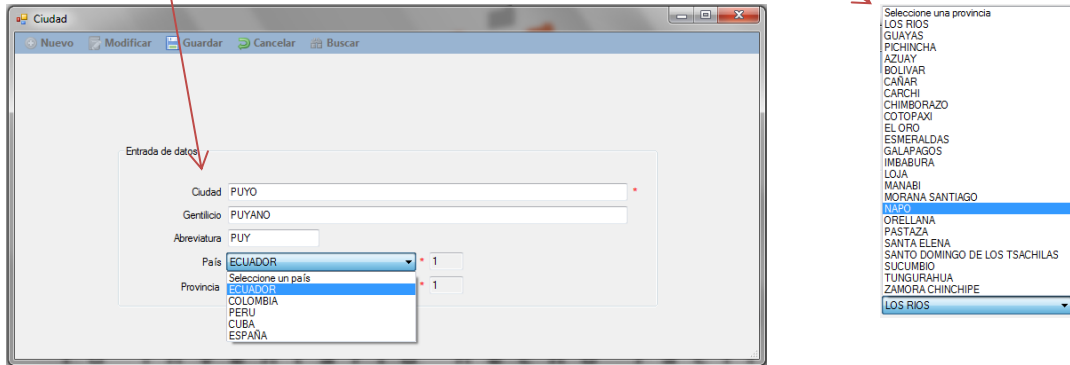 Ciudad
Nuevo Modificar Guardar Cancelar Buscar
Entrada de datos
Ciudad PUYO *
Gentilicio PUYANO
Abreviatura PUY
País ECUADOR * 1
Provincia * 1
Seleccione un país
ECUADOR
COLOMBIA
PERU
CUBA
ESPAÑA
Seleccione una provincia
LOS RIOS
GUAYAS
PICHINCHA
AZUAY
BOLIVAR
CAÑAR
CARCHI
CHIMBORAZO
COTOPAXI
EL ORO
ESMERALDAS
GALAPAGOS
IMBABURA
LOJA
MANABI
MORANA SANTIAGO
NAPO
ORELLANA
PASTAZA
SANTA ELENA
SANTO DOMINGO DE LOS TSACHILAS
SUCUMBIO
TUNGURAHUA
ZAMORA CHINCHIPE
LOS RIOS